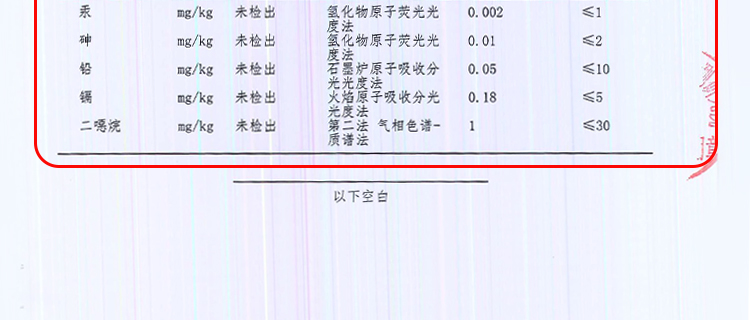 汞 mg/kg 未检出 氢化物原子荧光光 0.002 ≤1
度法
砷 mg/kg 未检出 氢化物原子荧光光 0.01 ≤2
度法
铅 mg/kg 未检出 石墨炉原子吸收分 0.05 ≤10
光光度法
镉 mg/kg 未检出 火焰原子吸收分光 0.18 ≤5
光度法
二噁烷 mg/kg 未检出 第二法 气相色谱- 1 ≤30
质谱法
以下空白